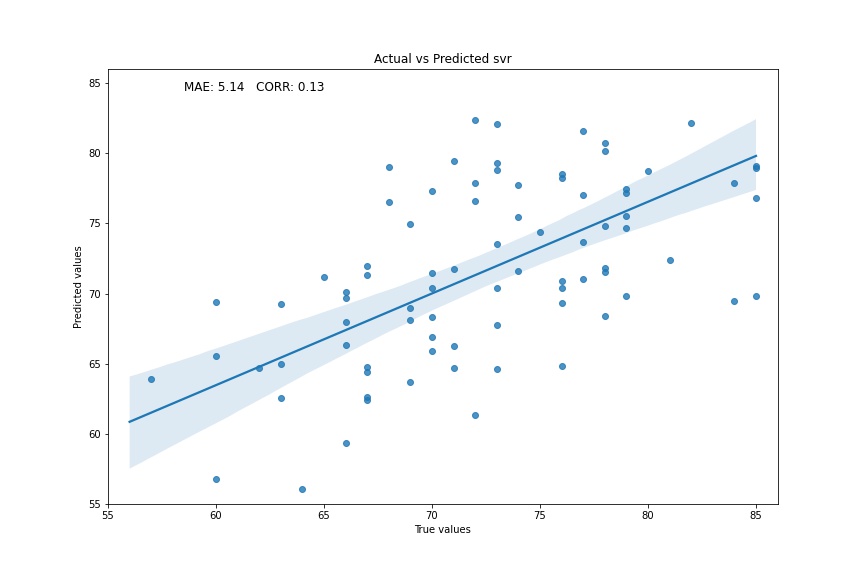 Actual vs Predicted svr
MAE: 5.14   CORR: 0.13
85
80
75
70
65
60
55
Predicted values
55 60 65 70 75 80 85
True values